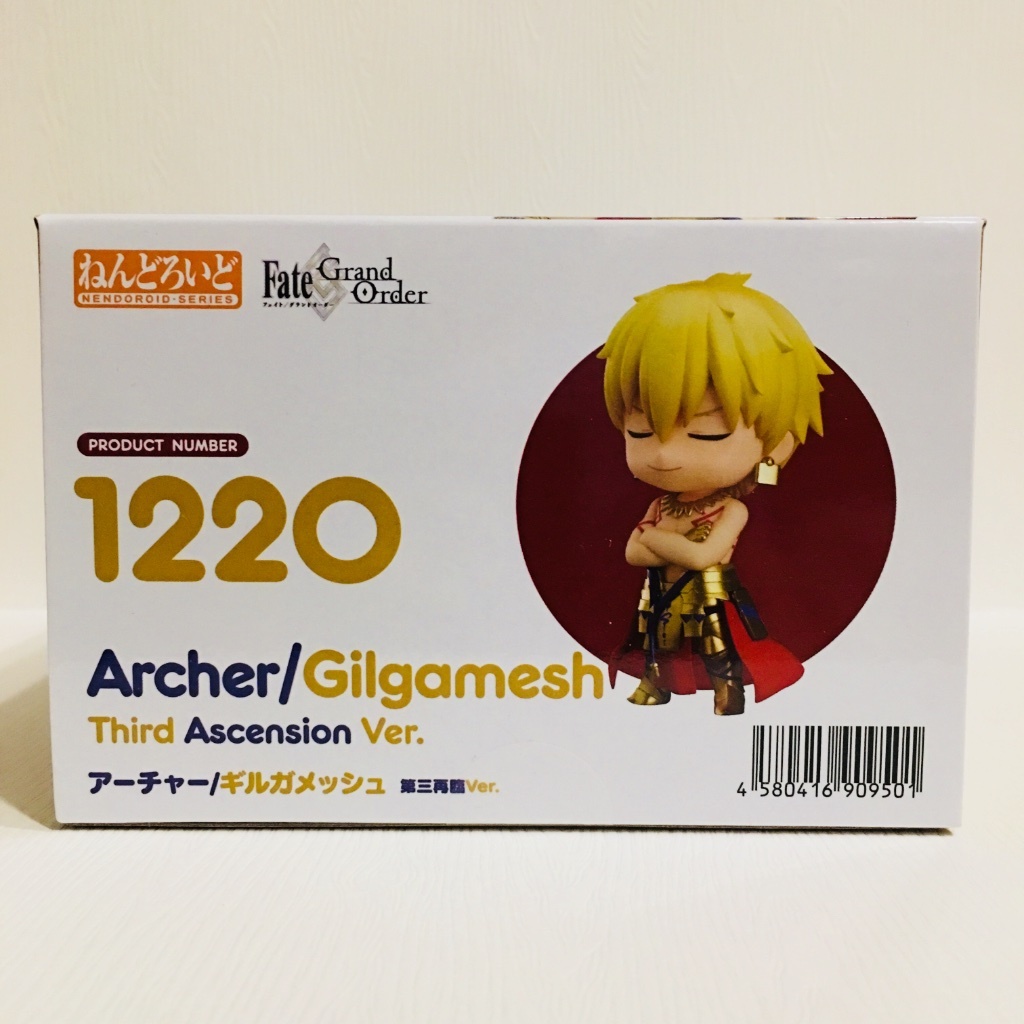 ねんどろいど
NENDOROID・SERIES
Fate Grand Order
フェイト/グランドオーダー
PRODUCT NUMBER
1220
Archer/Gilgamesh
Third Ascension Ver.
アーチャー/ギルガメッシュ 第三再臨Ver.
4 580416 909501